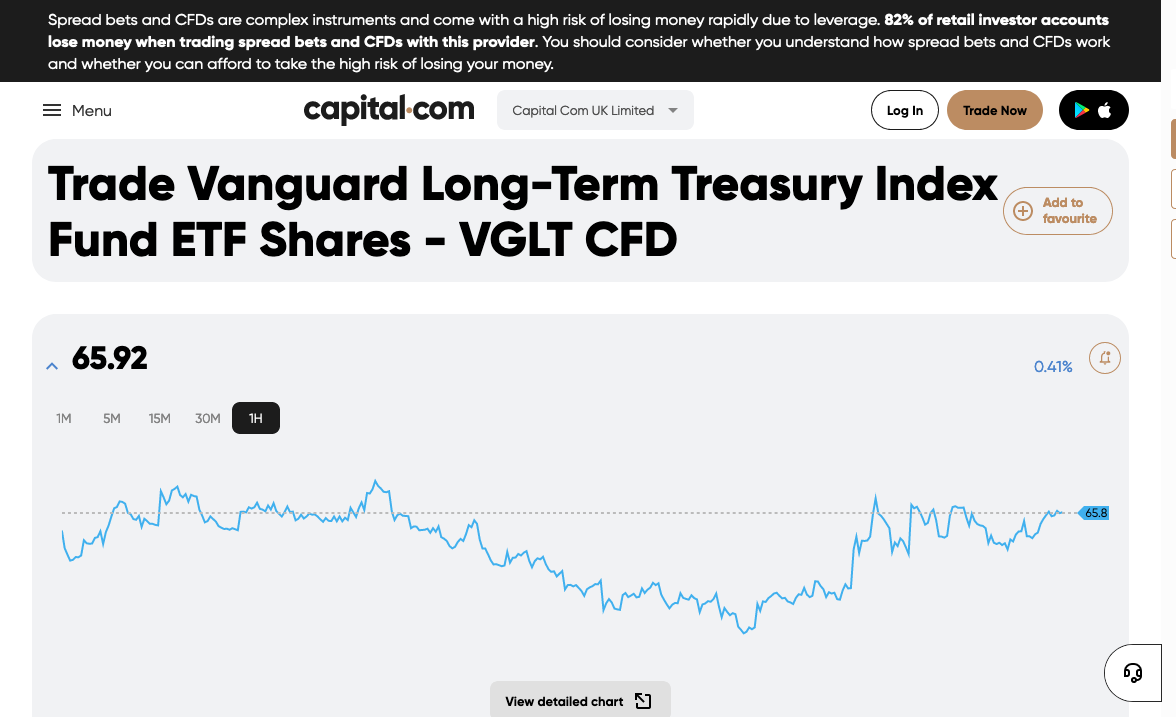 Spread bets and CFDs are complex instruments and come with a high risk of losing money rapidly due to leverage. 82% of retail investor accounts
lose money when trading spread bets and CFDs with this provider. You should consider whether you understand how spread bets and CFDs work
and whether you can afford to take the high risk of losing your money.
Menu
capital.com
Capital Com UK Limited
Log In
Trade Now
Trade Vanguard Long-Term Treasury Index
Fund ETF Shares - VGLT CFD
Add to
favourite
65.92
0.41%
1M
5M
15M
30M
1H
65.8
View detailed chart